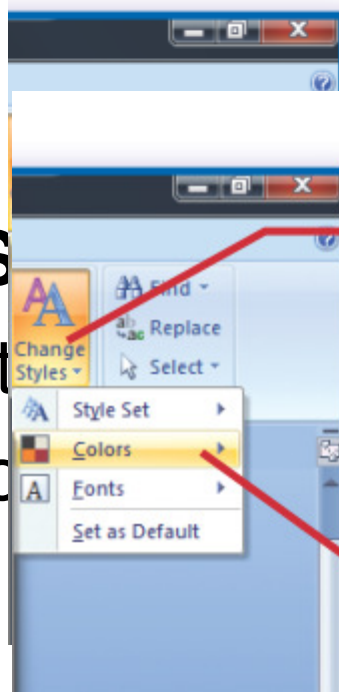 Find
Replace
Select
Change
Styles
Style Set
Colors
Fonts
Set as Default